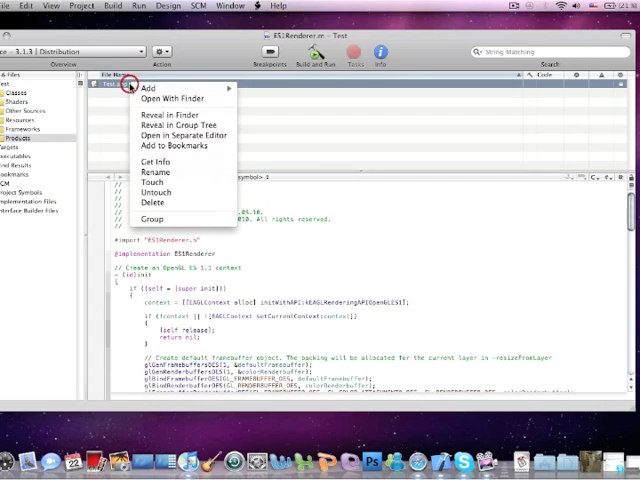 File Edit View Project Build Run Design SCM Window Help
ES1Renderer.m - Test
3.1.3 | Distribution
String Matching
Overview Action Breakpoints Build and Run Tasks Info Search
& Files File Name Code
Test
Classes
Shaders
Other Sources
Resources
Frameworks
Products
Targets
Bookmarks
Find Results
SCM
Project Symbols
Implementation Files
Interface Builder Files
Add
Open With Finder
Reveal in Finder
Reveal in Group Tree
Open in Separate Editor
Add to Bookmarks
Get Info
Rename
Touch
Untouch
Delete
Group
symbol>
//
//
// ,05.10.
// 2010. All rights reserved.
//
#import "ES1Renderer.h"
@implementation ES1Renderer
// Create an OpenGL ES 1.1 context
- (id)init
{
if ((self = [super init]))
{
context = [[EAGLContext alloc] initWithAPI:kEAGLRenderingAPIOpenGLES1];
if (!context || ![EAGLContext setCurrentContext:context])
{
[self release];
return nil;
}
// Create default framebuffer object. The backing will be allocated for the current layer in -resizeFromLayer
glGenFramebuffersOES(1, &defaultFramebuffer);
glGenRenderbuffersOES(1, &colorRenderbuffer);
glBindFramebufferOES(GL_FRAMEBUFFER_OES, defaultFramebuffer);
glBindRenderbufferOES(GL_RENDERBUFFER_OES, colorRenderbuffer);
22